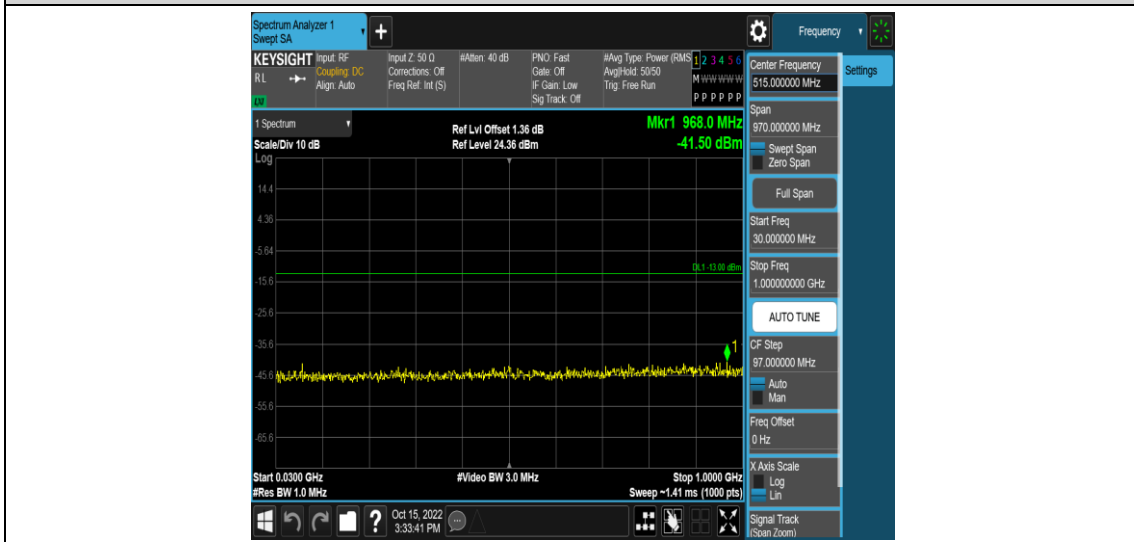 Spectrum Analyzer 1
Swept SA
+
Frequency
KEYSIGHT
RL
Input: RF
Coupling: DC
Align: Auto
Input Z: 50 Ω
Corrections: Off
Freq Ref: Int (S)
#Atten: 40 dB
PNO: Fast
Gate: Off
IF Gain: Low
Sig Track: Off
#Avg Type: Power (RMS
Avg|Hold: 50/50
Trig: Free Run
1 2 3 4 5 6
M W W W W W
P P P P P P
1 Spectrum
Scale/Div 10 dB
Log
Ref Lvl Offset 1.36 dB
Ref Level 24.36 dBm
Mkr1 968.0 MHz
-41.50 dBm
14.4
4.36
-5.64
DL1 -13.00 dBm
-15.6
-25.6
-35.6
1
-45.6
-55.6
-65.6
Start 0.0300 GHz
#Res BW 1.0 MHz
#Video BW 3.0 MHz
Stop 1.0000 GHz
Sweep ~1.41 ms (1000 pts)
?
Oct 15, 2022
3:33:41 PM
Center Frequency
515.000000 MHz
Settings
Span
970.000000 MHz
Swept Span
Zero Span
Full Span
Start Freq
30.000000 MHz
Stop Freq
1.000000000 GHz
AUTO TUNE
CF Step
97.000000 MHz
Auto
Man
Freq Offset
0 Hz
X Axis Scale
Log
Lin
Signal Track
(Span Zoom)